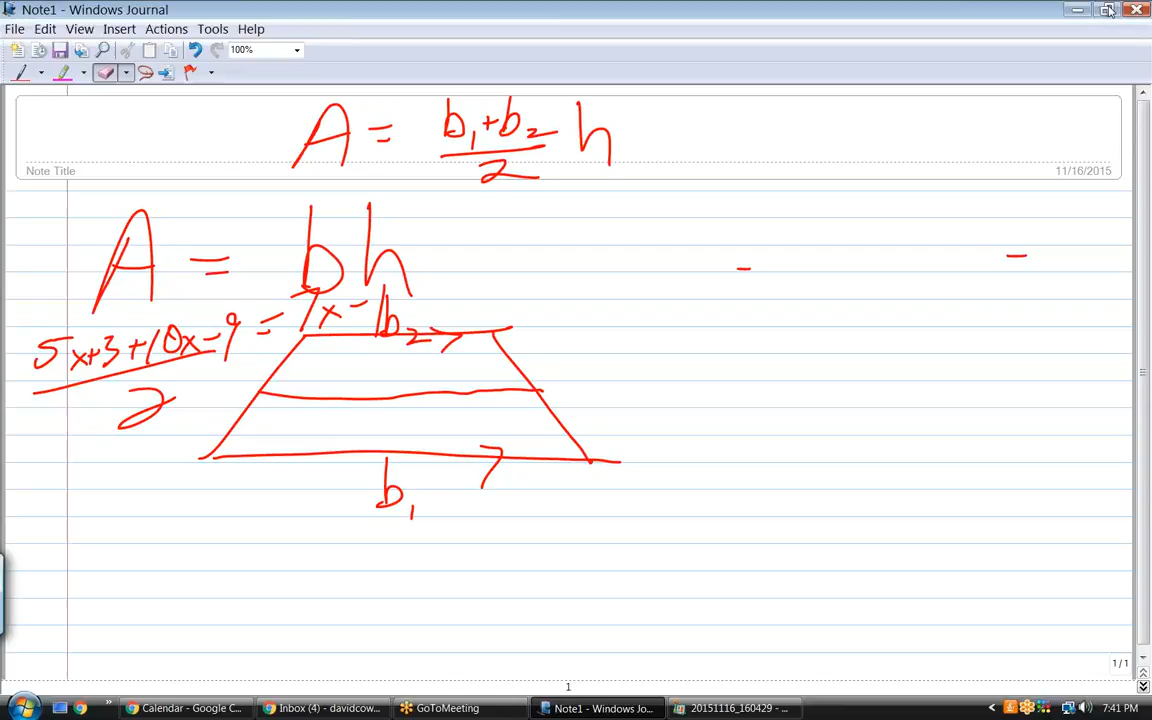 Note1 - Windows Journal
File Edit View Insert Actions Tools Help
100%
A = b₁+b₂/2 h
Note Title
11/16/2015
A = bh
5x+3+10x-9/2 = 7x-1
b₂
b₁
1/1
1
Calendar - Google C...
Inbox (4) - davidcow...
GoToMeeting
Note1 - Windows Jo...
20151116_160429 - ...
7:41 PM